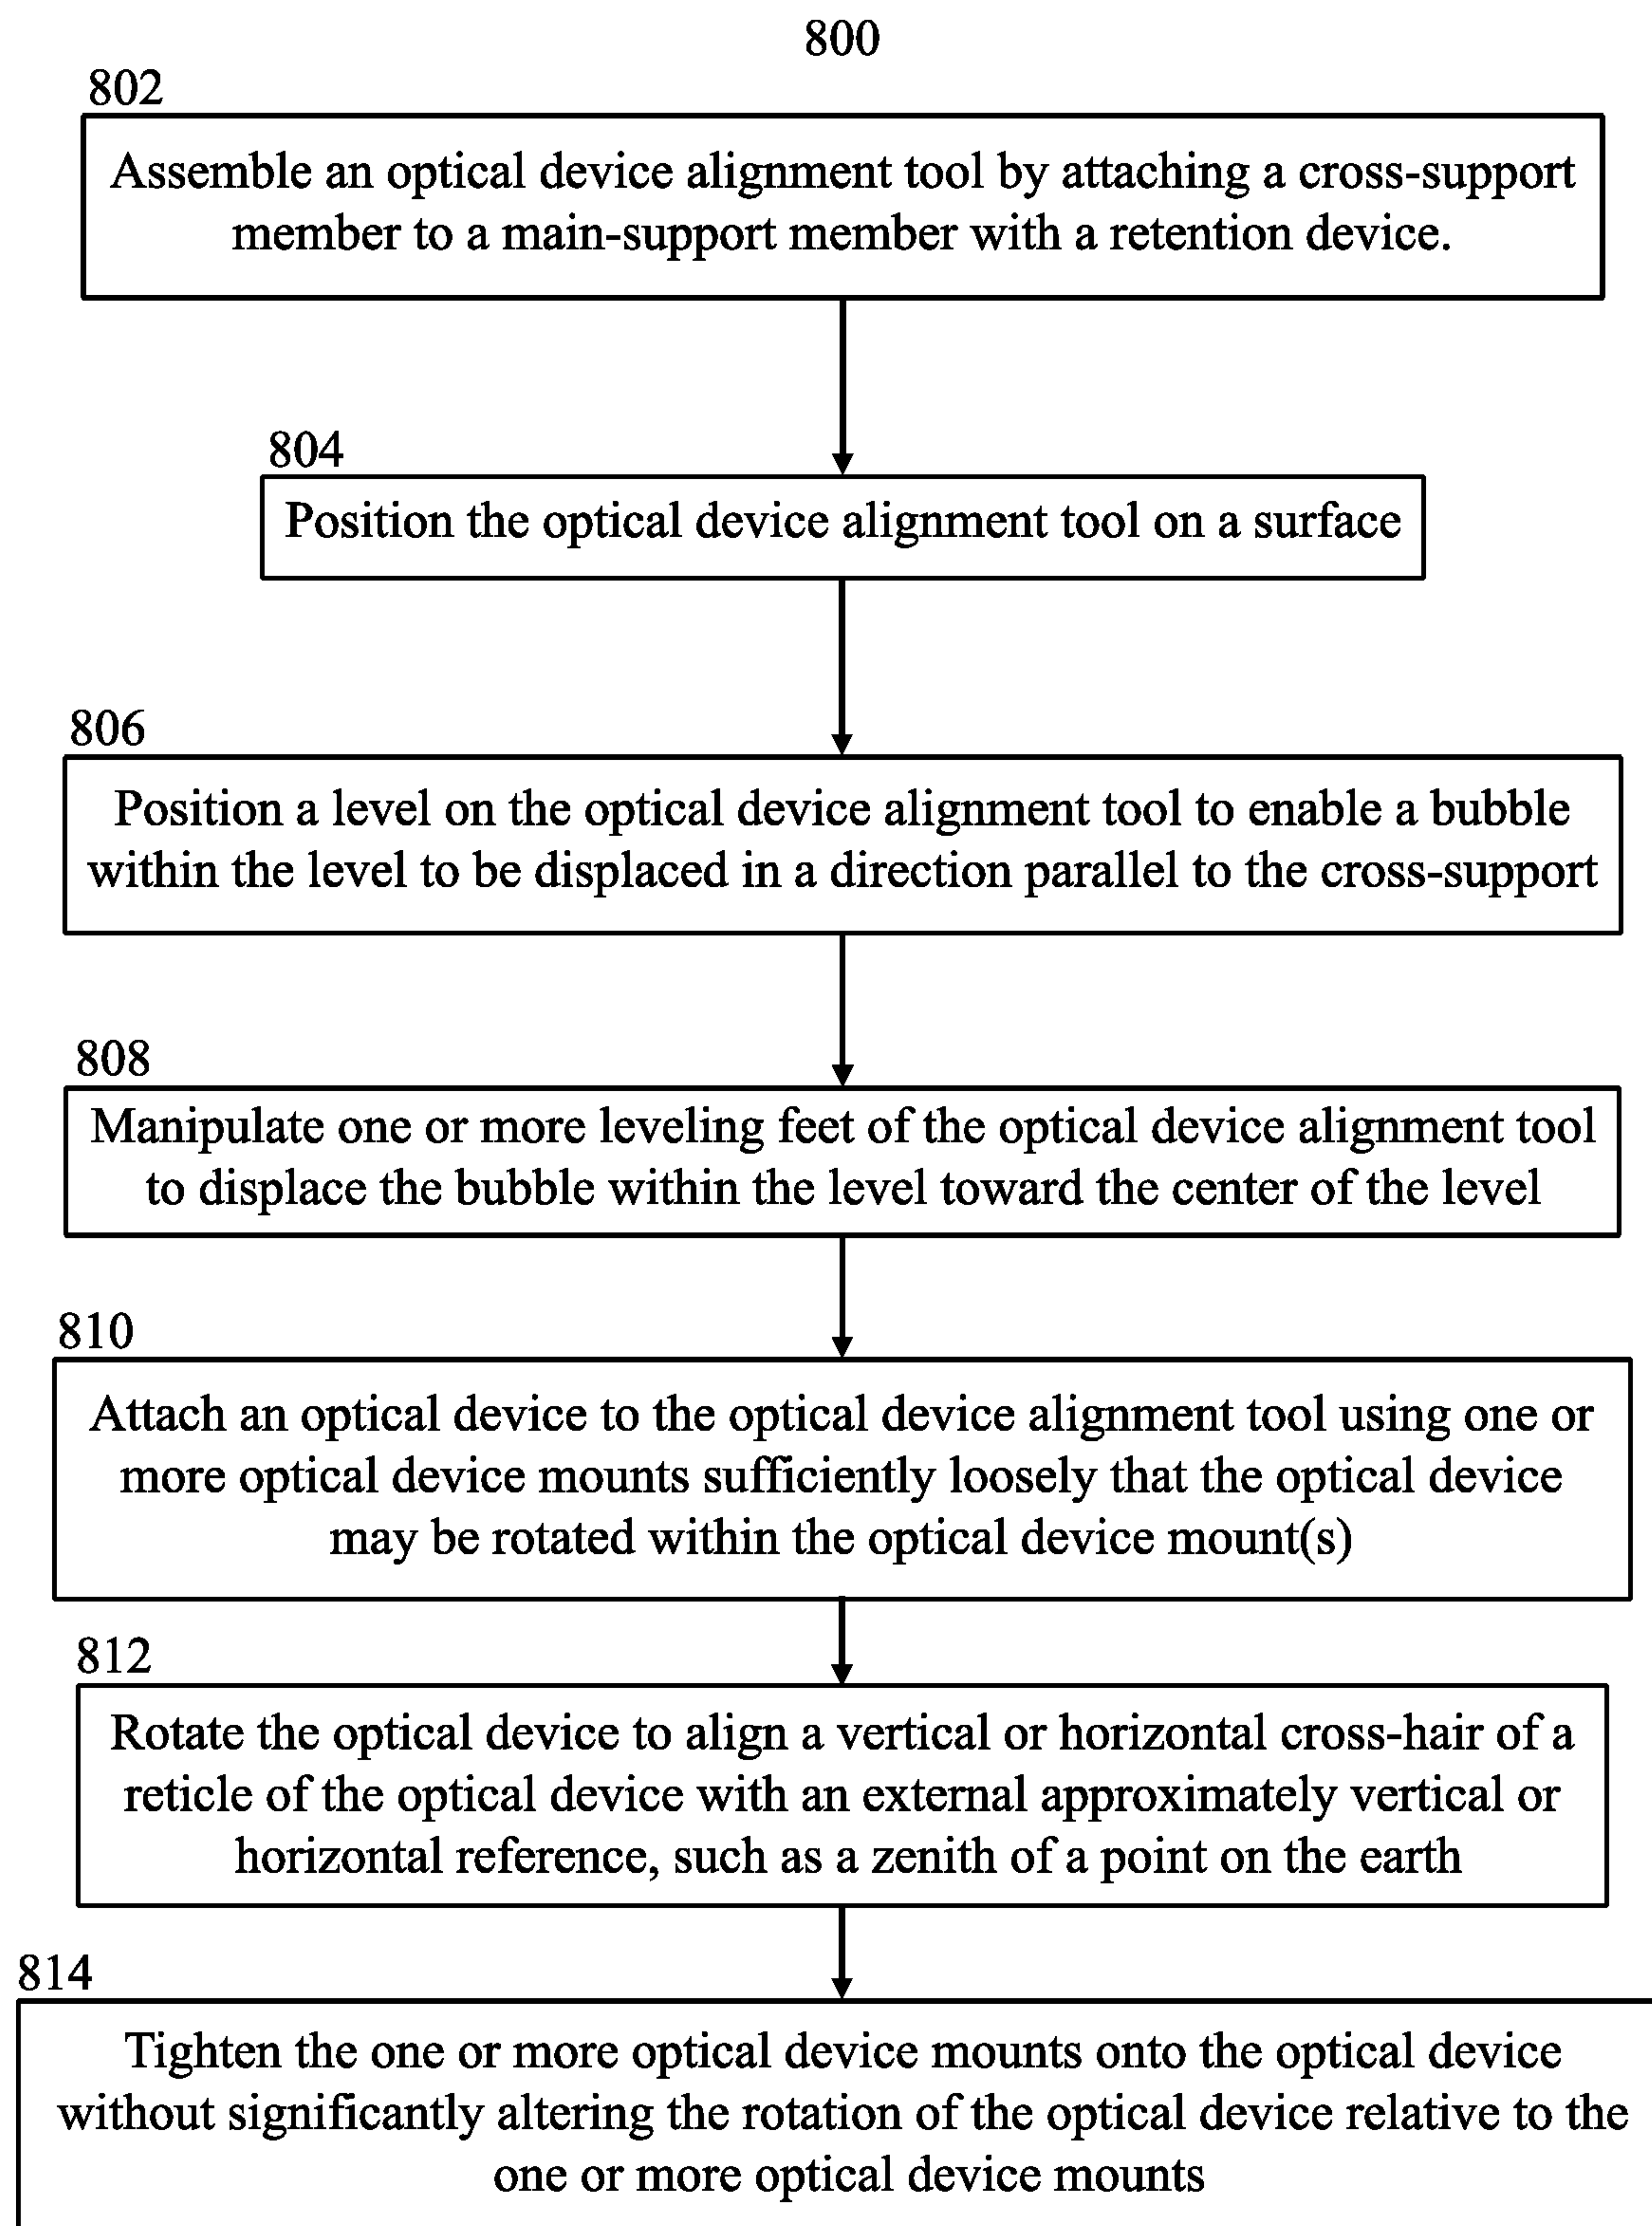 800
802
Assemble an optical device alignment tool by attaching a cross-support
member to a main-support member with a retention device.
804
Position the optical device alignment tool on a surface
806
Position a level on the optical device alignment tool to enable a bubble
within the level to be displaced in a direction parallel to the cross-support
808
Manipulate one or more leveling feet of the optical device alignment tool
to displace the bubble within the level toward the center of the level
810
Attach an optical device to the optical device alignment tool using one or
more optical device mounts sufficiently loosely that the optical device
may be rotated within the optical device mount(s)
812
Rotate the optical device to align a vertical or horizontal cross-hair of a
reticle of the optical device with an external approximately vertical or
horizontal reference, such as a zenith of a point on the earth
814
Tighten the one or more optical device mounts onto the optical device
without significantly altering the rotation of the optical device relative to the
one or more optical device mounts